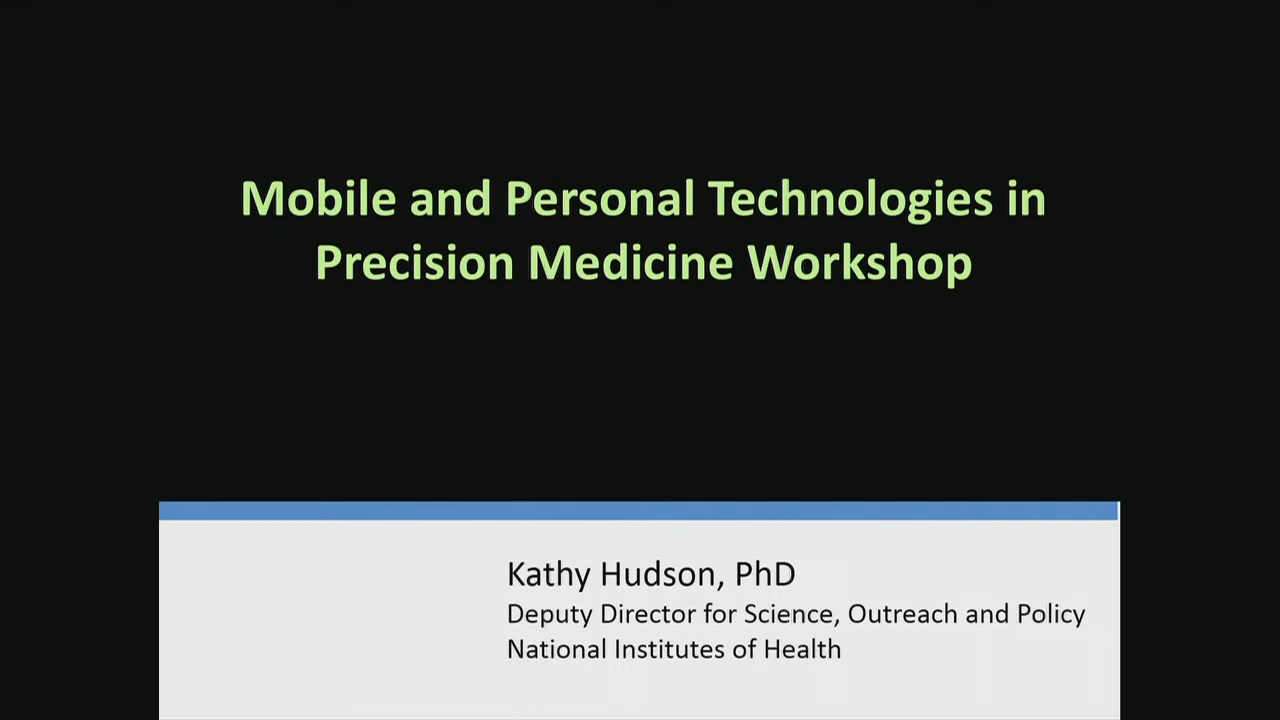 Mobile and Personal Technologies in
Precision Medicine Workshop
Kathy Hudson, PhD
Deputy Director for Science, Outreach and Policy
National Institutes of Health